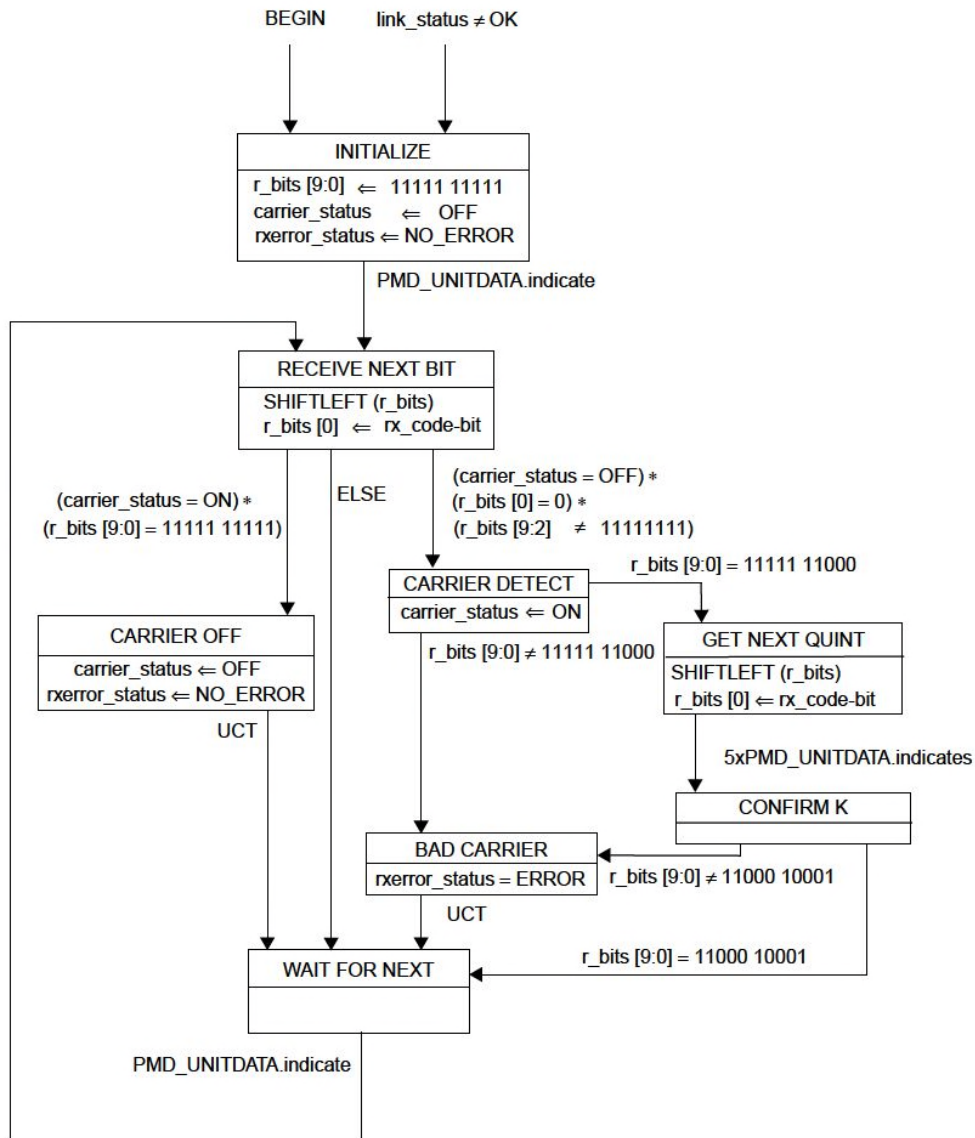 BEGIN
link_status ≠ OK
INITIALIZE
r_bits [9:0] ⇐ 11111 11111
carrier_status ⇐ OFF
rxerror_status ⇐ NO_ERROR
PMD_UNITDATA.indicate
RECEIVE NEXT BIT
SHIFTLEFT (r_bits)
r_bits [0] ⇐ rx_code-bit
(carrier_status = ON) *
(r_bits [9:0] = 11111 11111)
ELSE
(carrier_status = OFF) *
(r_bits [0] = 0) *
(r_bits [9:2] ≠ 11111111)
r_bits [9:0] = 11111 11000
CARRIER DETECT
carrier_status ⇐ ON
r_bits [9:0] ≠ 11111 11000
CARRIER OFF
carrier_status ⇐ OFF
rxerror_status ⇐ NO_ERROR
UCT
GET NEXT QUINT
SHIFTLEFT (r_bits)
r_bits [0] ⇐ rx_code-bit
5xPMD_UNITDATA.indicates
CONFIRM K
BAD CARRIER
rxerror_status = ERROR
r_bits [9:0] ≠ 11000 10001
UCT
r_bits [9:0] = 11000 10001
WAIT FOR NEXT
PMD_UNITDATA.indicate